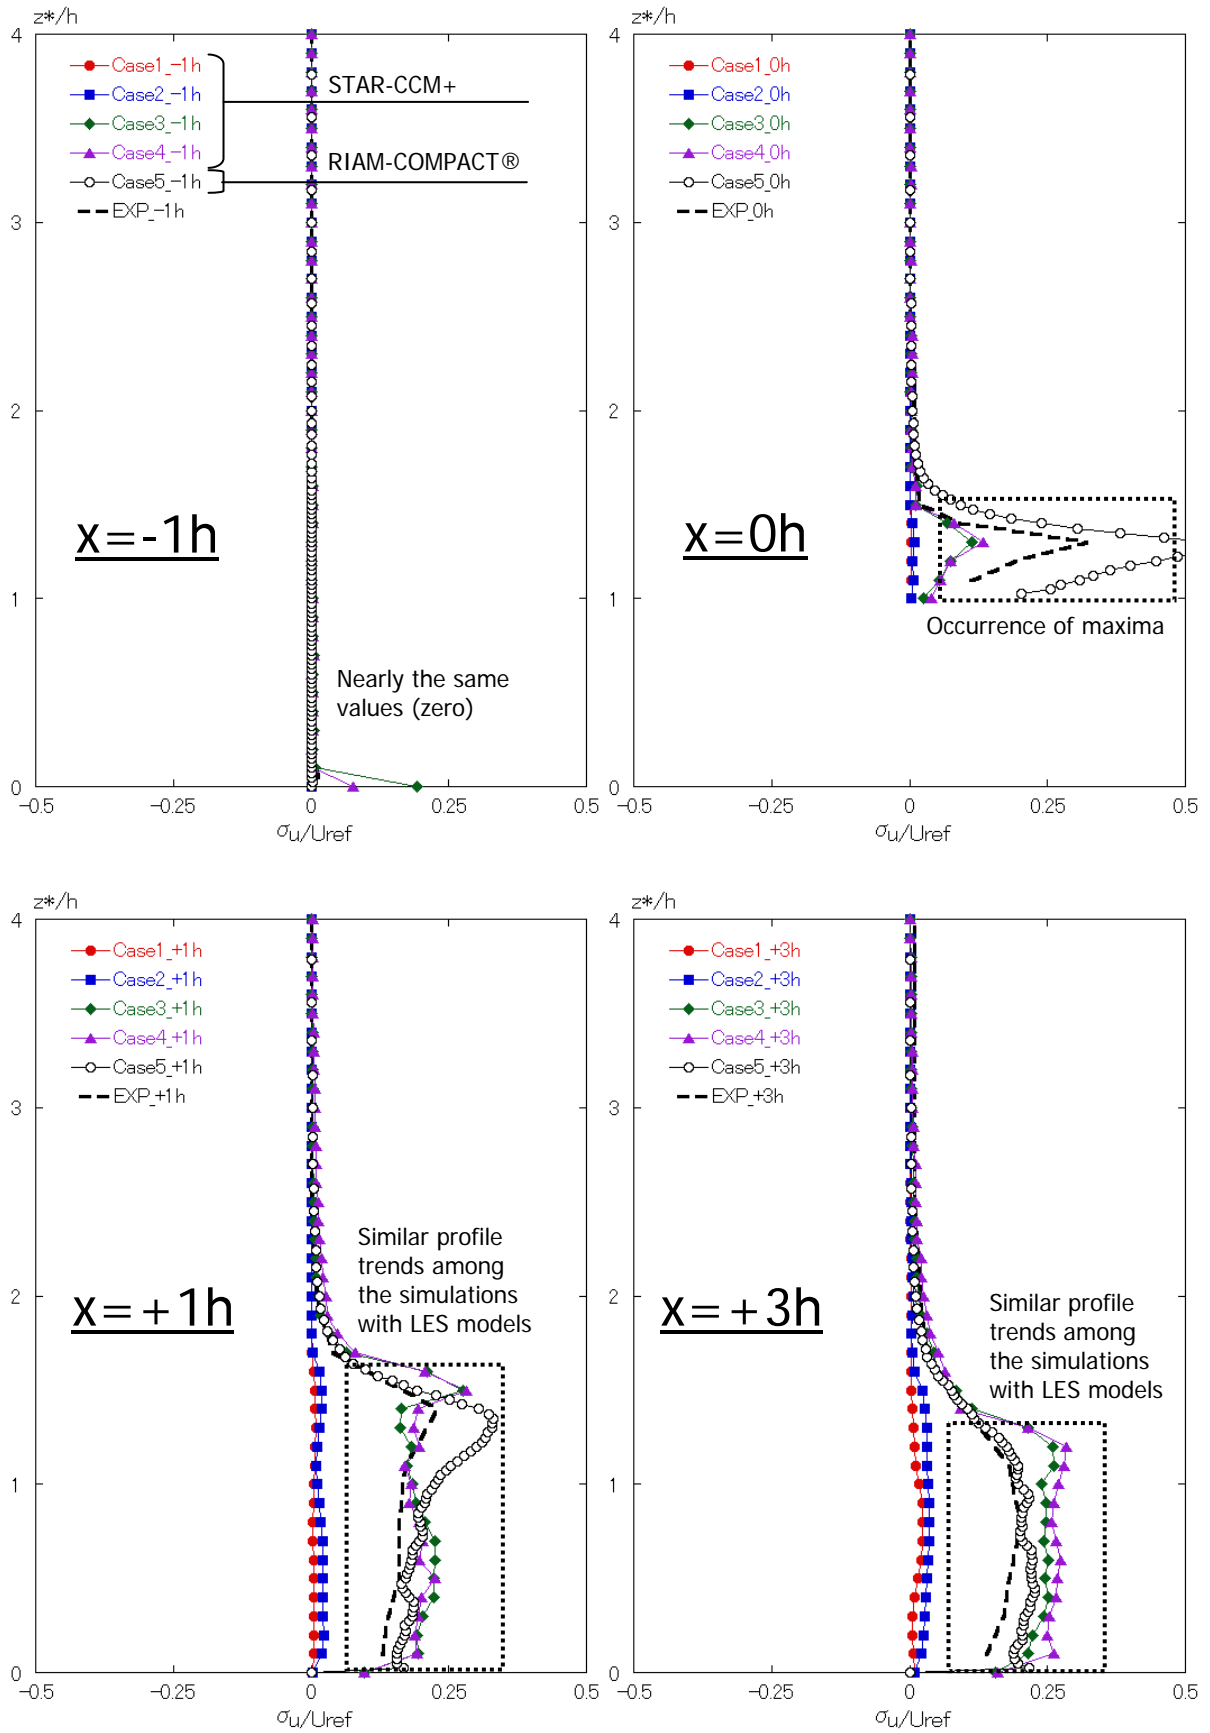 z*/h
4
3
2
1
0
-0.5
-0.25
0
0.25
0.5
σu/Uref
Case1_-1h
Case2_-1h
Case3_-1h
Case4_-1h
Case5_-1h
EXP_-1h
STAR-CCM+
RIAM-COMPACT®
x=-1h
Nearly the same
values (zero)
4
3
2
1
0
-0.5
-0.25
0
0.25
0.5
σu/Uref
Case1_0h
Case2_0h
Case3_0h
Case4_0h
Case5_0h
EXP_0h
x=0h
Occurrence of maxima
z*/h
4
3
2
1
0
-0.5
-0.25
0
0.25
0.5
σu/Uref
Case1_+1h
Case2_+1h
Case3_+1h
Case4_+1h
Case5_+1h
EXP_+1h
Similar profile
trends among
the simulations
with LES models
x=+1h
z*/h
4
3
2
1
0
-0.5
-0.25
0
0.25
0.5
σu/Uref
Case1_+3h
Case2_+3h
Case3_+3h
Case4_+3h
Case5_+3h
EXP_+3h
Similar profile
trends among
the simulations
with LES models
x=+3h
z*/h